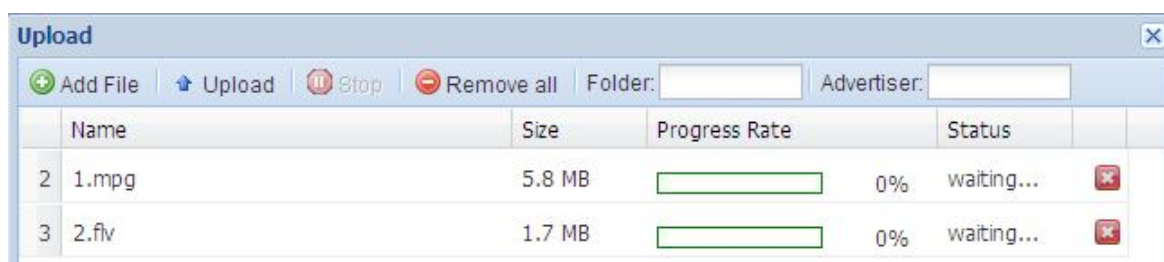 Upload
Add File Upload Stop Remove all Folder: Advertiser:
Name Size Progress Rate Status
2 1.mpg 5.8 MB 0% waiting...
3 2.flv 1.7 MB 0% waiting...